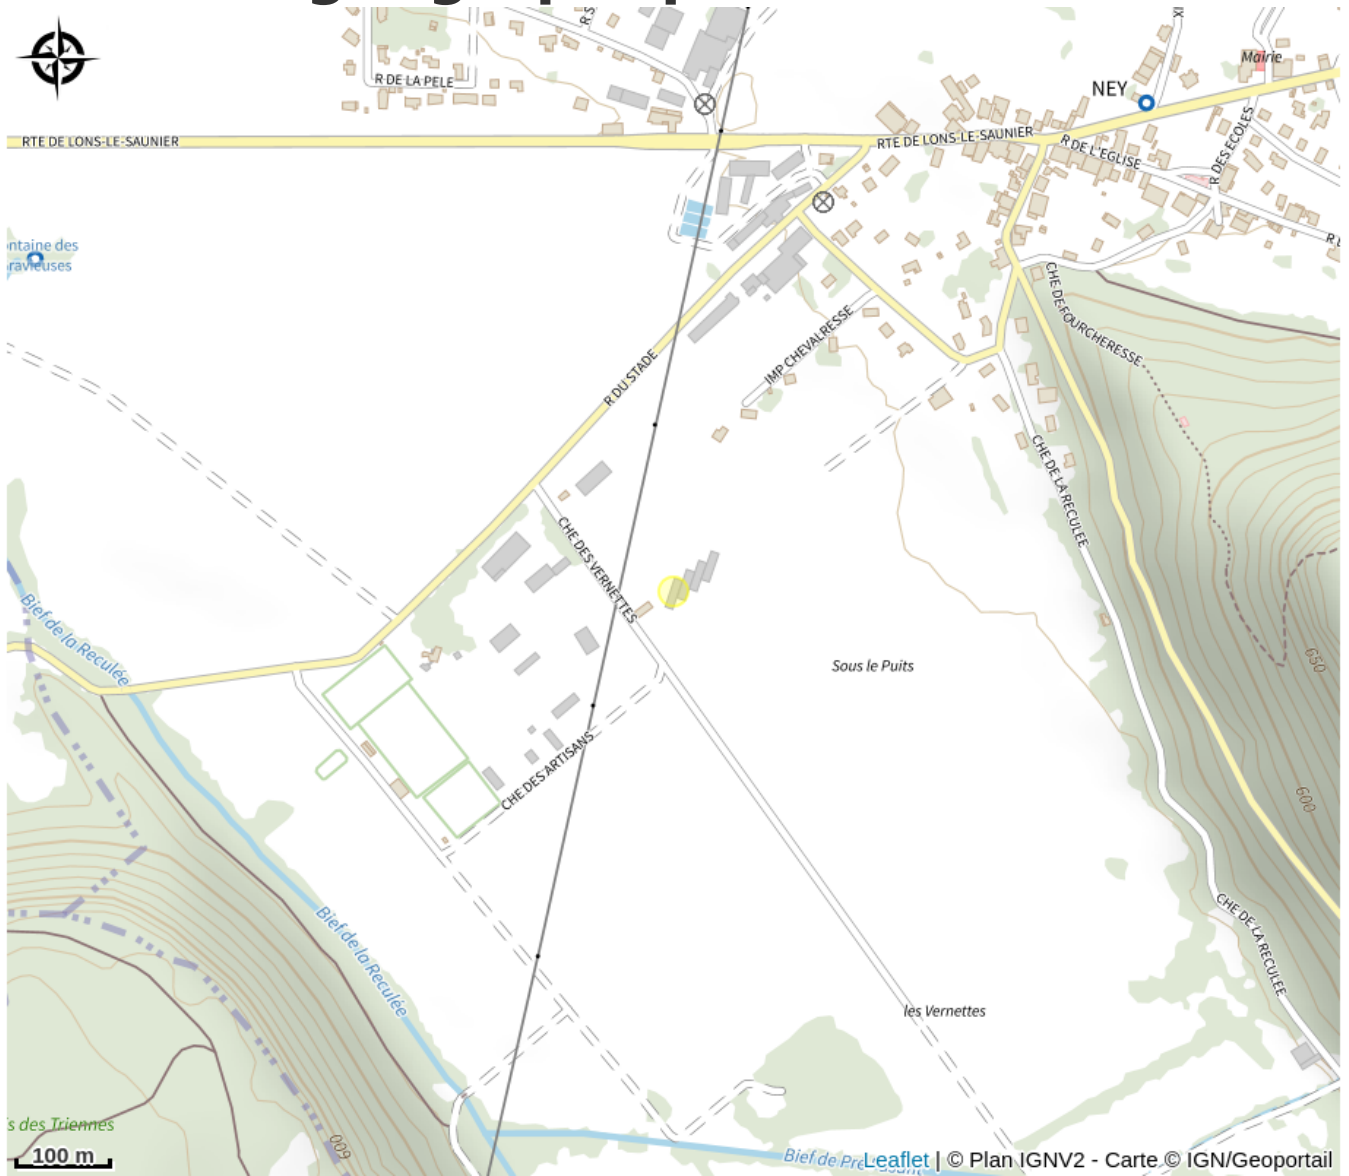 R DE LA PELE
NEY
Mairie
RTE DE LONS-LE-SAUNIER
RTE DE LONS-LE-SAUNIER
R DE L'EGLISE
R DES ECOLES
ntaine des
CHE DE FOURCHERESSE
IMP CHEVALRESSE
R DU STADE
CHE DE LA RECULEE
CHE DES VERNETTES
Bief de la Reculée
Sous le Puits
650
CHE DES ARTISANS
600
Bief de la Reculée
CHE DE LA RECULEE
les Vernettes
s des Triennes
600
100 m
Bief de
Leaflet | © Plan IGNV2 - Carte © IGN/Geoportail